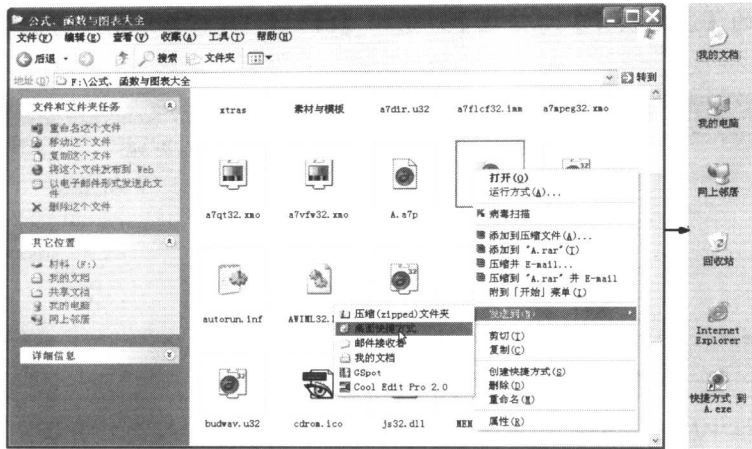 公式、函数与图表大全
文件(F) 编辑(E) 查看(V) 收藏(A) 工具(T) 帮助(H)
后退 搜索 文件夹
地址(D) F:\公式、函数与图表大全 转到
文件和文件夹任务
重命名这个文件
移动这个文件
复制这个文件
将这个文件发布到 Web
以电子邮件形式发送此文
件
删除这个文件
其它位置
材料 (F:)
我的文档
共享文档
我的电脑
网上邻居
详细信息
xtras 素材与模板 a7dir.u32 a7flcf32.imm a7mpeg32.xmo
a7qt32.xmo a7vfw32.xmo A.a7p
autorun.inf
budwav.u32 cdrom.ico js32.dll
打开(O)
运行方式(A)...
病毒扫描
添加到压缩文件(A)...
添加到 "A.rar"(T)
压缩并 E-mail...
压缩到 "A.rar" 并 E-mail
附到「开始」菜单(I)
发送到(N)
剪切(T)
复制(C)
创建快捷方式(S)
删除(D)
重命名(M)
属性(R)
压缩(zipped)文件夹
桌面快捷方式
邮件接收者
我的文档
GSpot
Cool Edit Pro 2.0
我的文档
我的电脑
网上邻居
回收站
Internet
Explorer
快捷方式 到
A.exe